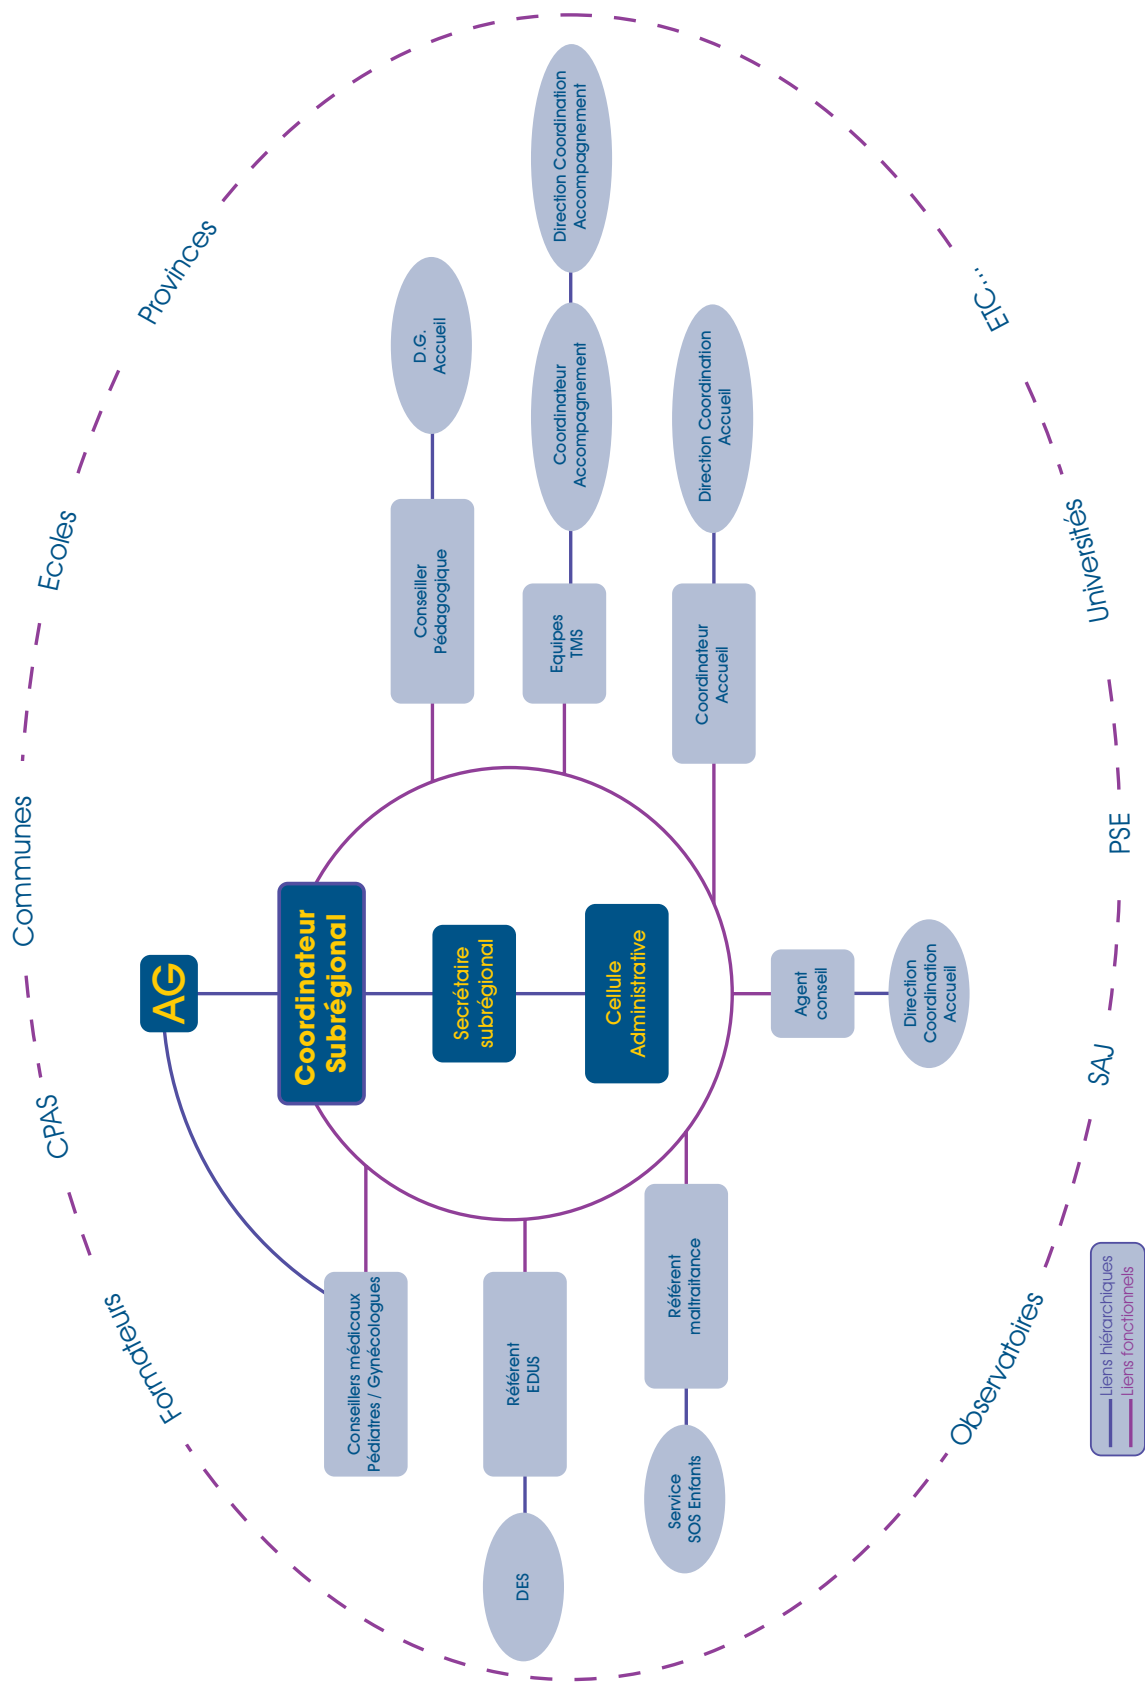 Formateurs
CPAS
Communes
Ecoles
Provinces
AG
Coordinateur
Subrégional
Secrétaire
subrégional
Cellule
Administrative
Conseillers médicaux
Pédiatres / Gynécologues
Référent
EDUS
DES
Référent
maltraitance
Service
SOS Enfants
Agent
conseil
Direction
Coordination
Accueil
Conseiller
Pédagogique
D.G.
Accueil
Equipes
TMS
Coordinateur
Accompagnement
Direction Coordination
Accompagnement
Coordinateur
Accueil
Direction Coordination
Accueil
Observatoires
SAJ
PSE
Universités
ETC...
Liens hiérarchiques
Liens fonctionnels